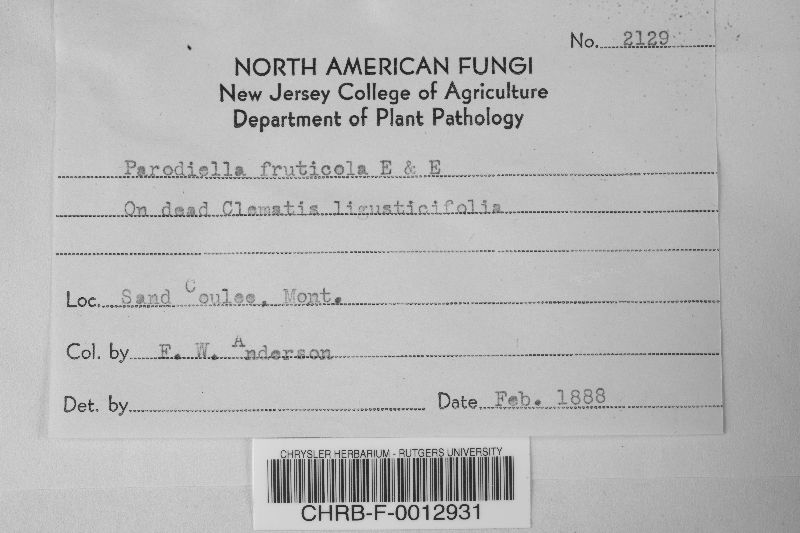 No. 2129
NORTH AMERICAN FUNGI
New Jersey College of Agriculture
Department of Plant Pathology
Parodiella fruticola E & E
On dead Clematis ligusticifolia
Loc. Sand Coulee, Mont.
Col. by F. W. Anderson
Det. by
Date Feb. 1888
CHRYSLER HERBARIUM - RUTGERS UNIVERSITY
CHRB-F-0012931